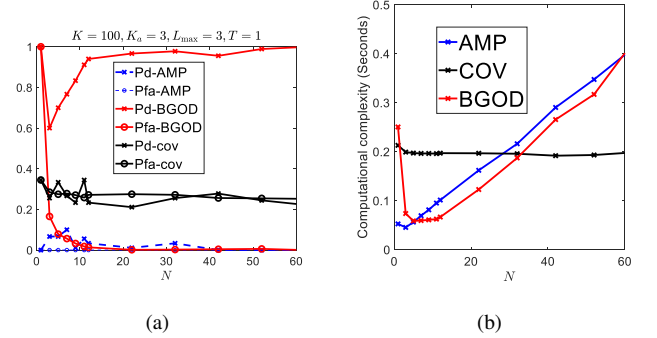 K = 100, K_a = 3, L_max = 3, T = 1
1
0.8
0.6
0.4
0.2
0
0 10 20 30 40 50 60
N
Pd-AMP
Pfa-AMP
Pd-BGOD
Pfa-BGOD
Pd-cov
Pfa-cov
(a)
Computational complexity (Seconds)
0.5
0.4
0.3
0.2
0.1
0
0 10 20 30 40 50 60
N
AMP
COV
BGOD
(b)